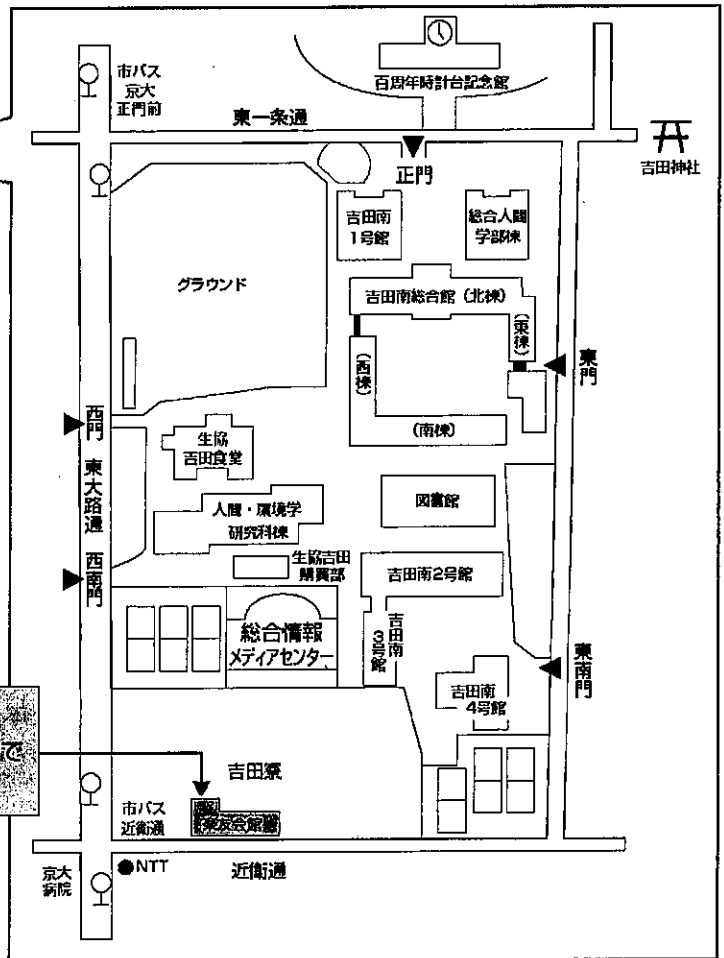 市バス
京大
正門前
百周年時計台記念館
東一条通
正門
吉田神社
吉田南
1号館
総合人間
学部棟
グラウンド
吉田南総合館(北棟)
(東棟)
(西棟)
東門
(南棟)
西門
東大路通
西南門
生協
吉田食堂
図書館
人間・環境学
研究科棟
生協吉田
購買部
吉田南2号館
総合情報
メディアセンター
吉田南
3号館
吉田南
4号館
東南門
で
吉田寮
市バス
近衛通
楽友会館
京大
病院
●NTT
近衛通